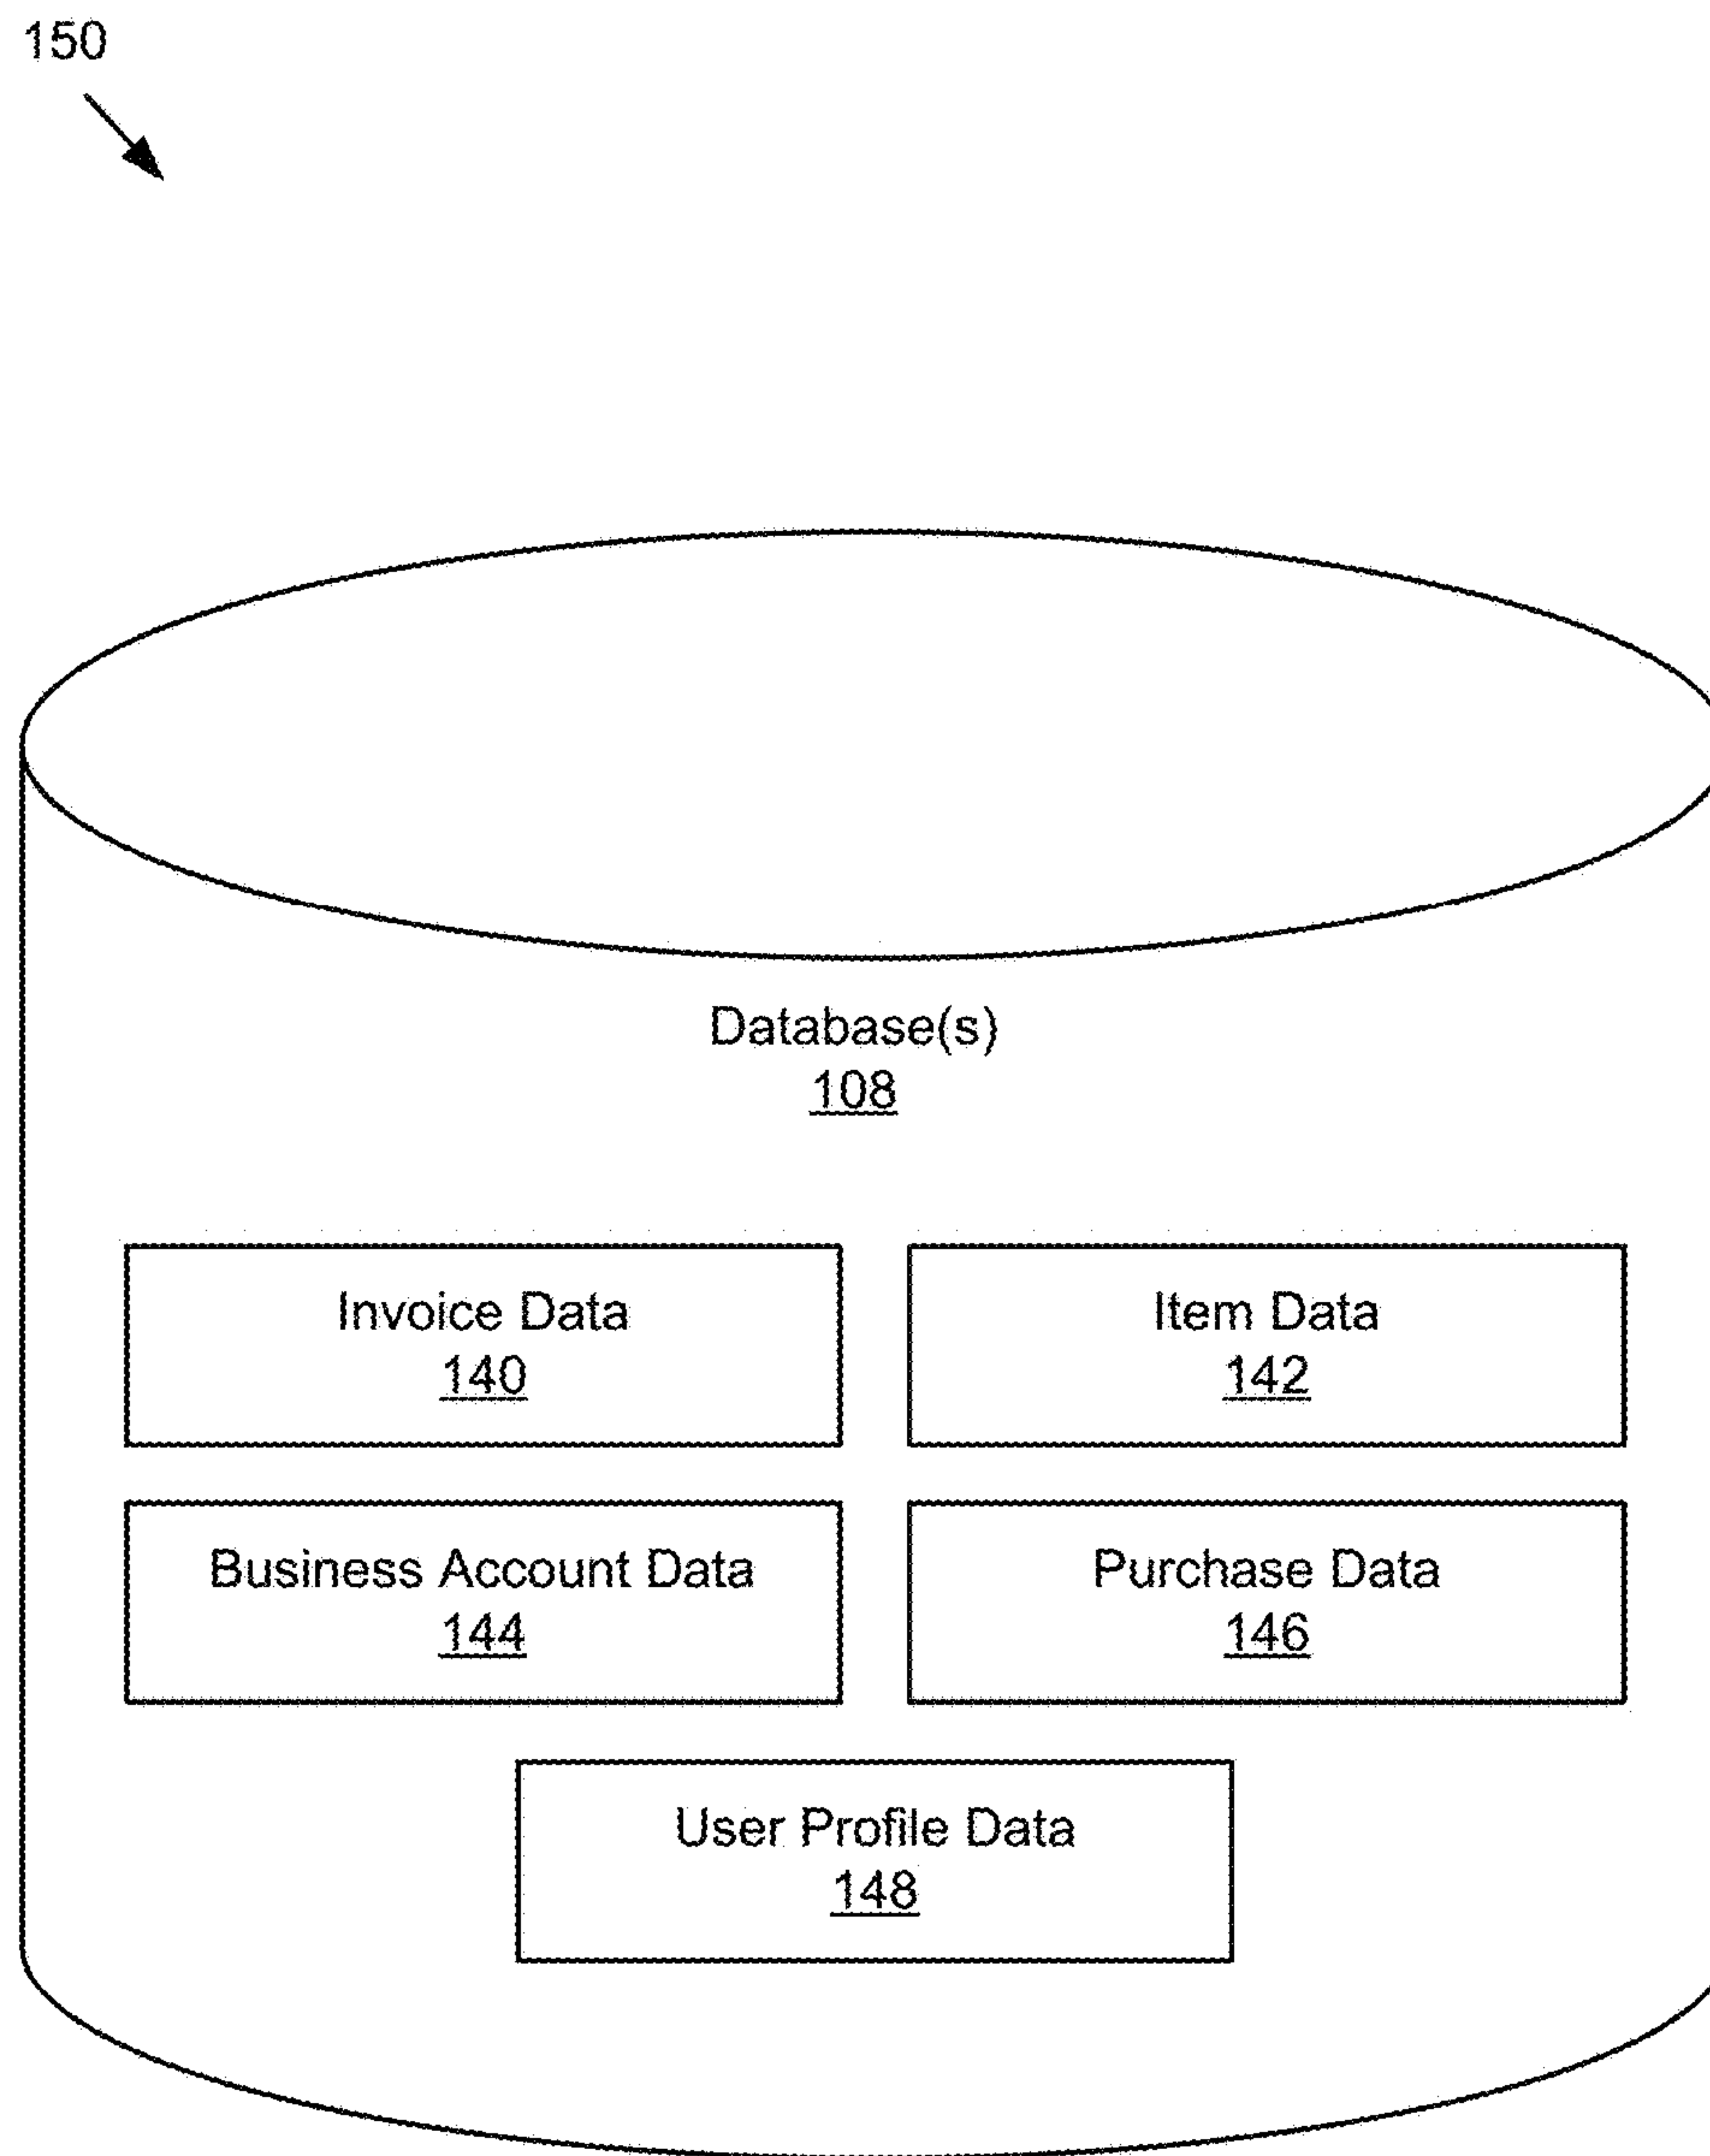 150
Database(s)
108
Invoice Data
140
Item Data
142
Business Account Data
144
Purchase Data
146
User Profile Data
148